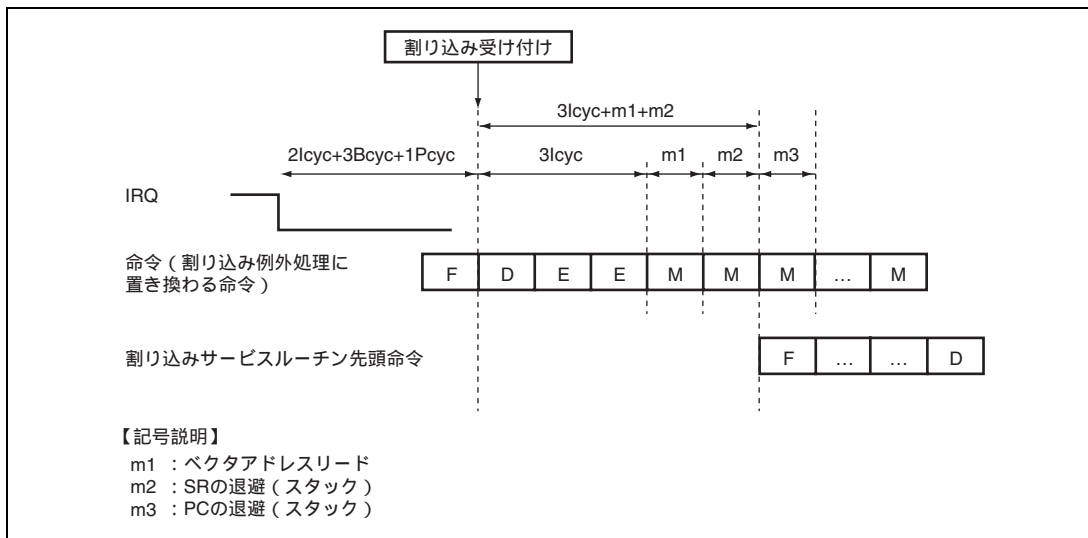 割り込み受け付け
3Icyc+m1+m2
2Icyc+3Bcyc+1Pcyc
3Icyc
m1
m2
m3
IRQ
命令(割り込み例外処理に
置き換わる命令)
F D E E M M M … M
割り込みサービスルーチン先頭命令
F … … D
【記号説明】
m1 :ベクタアドレスリード
m2 :SRの退避(スタック)
m3 :PCの退避(スタック)